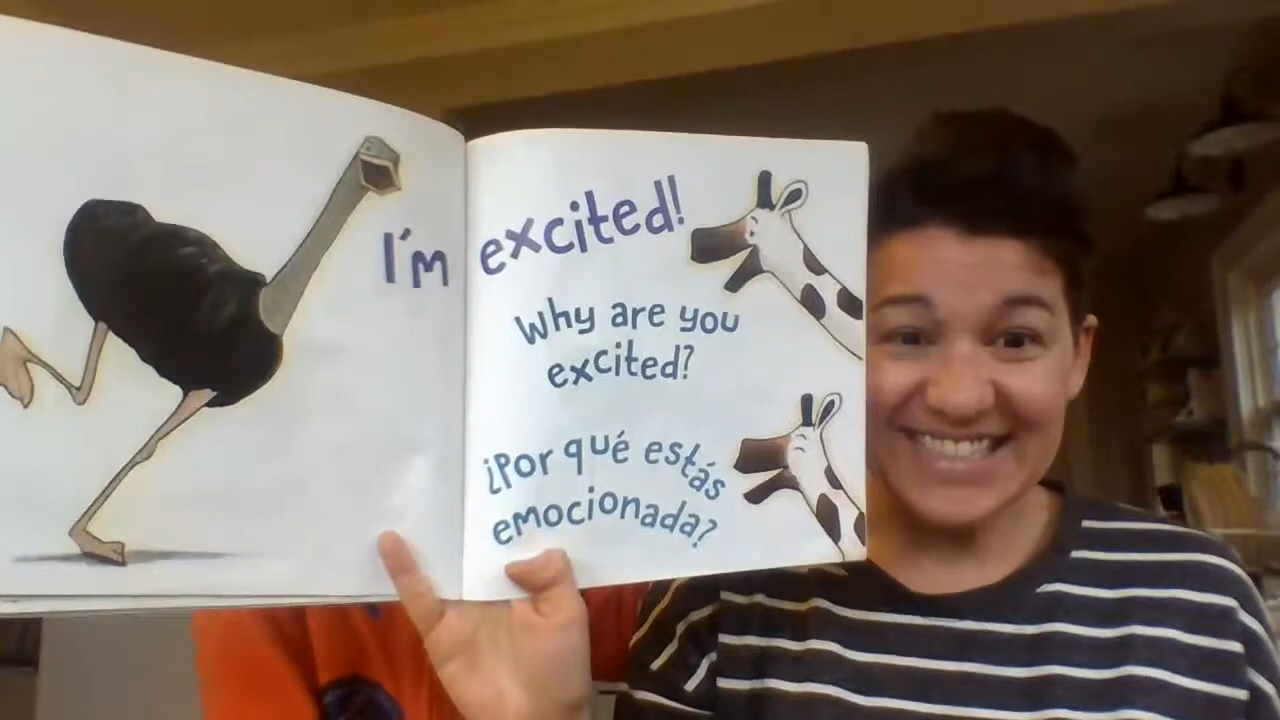 I'm excited!
Why are you
excited?
¿Por qué estás
emocionada?